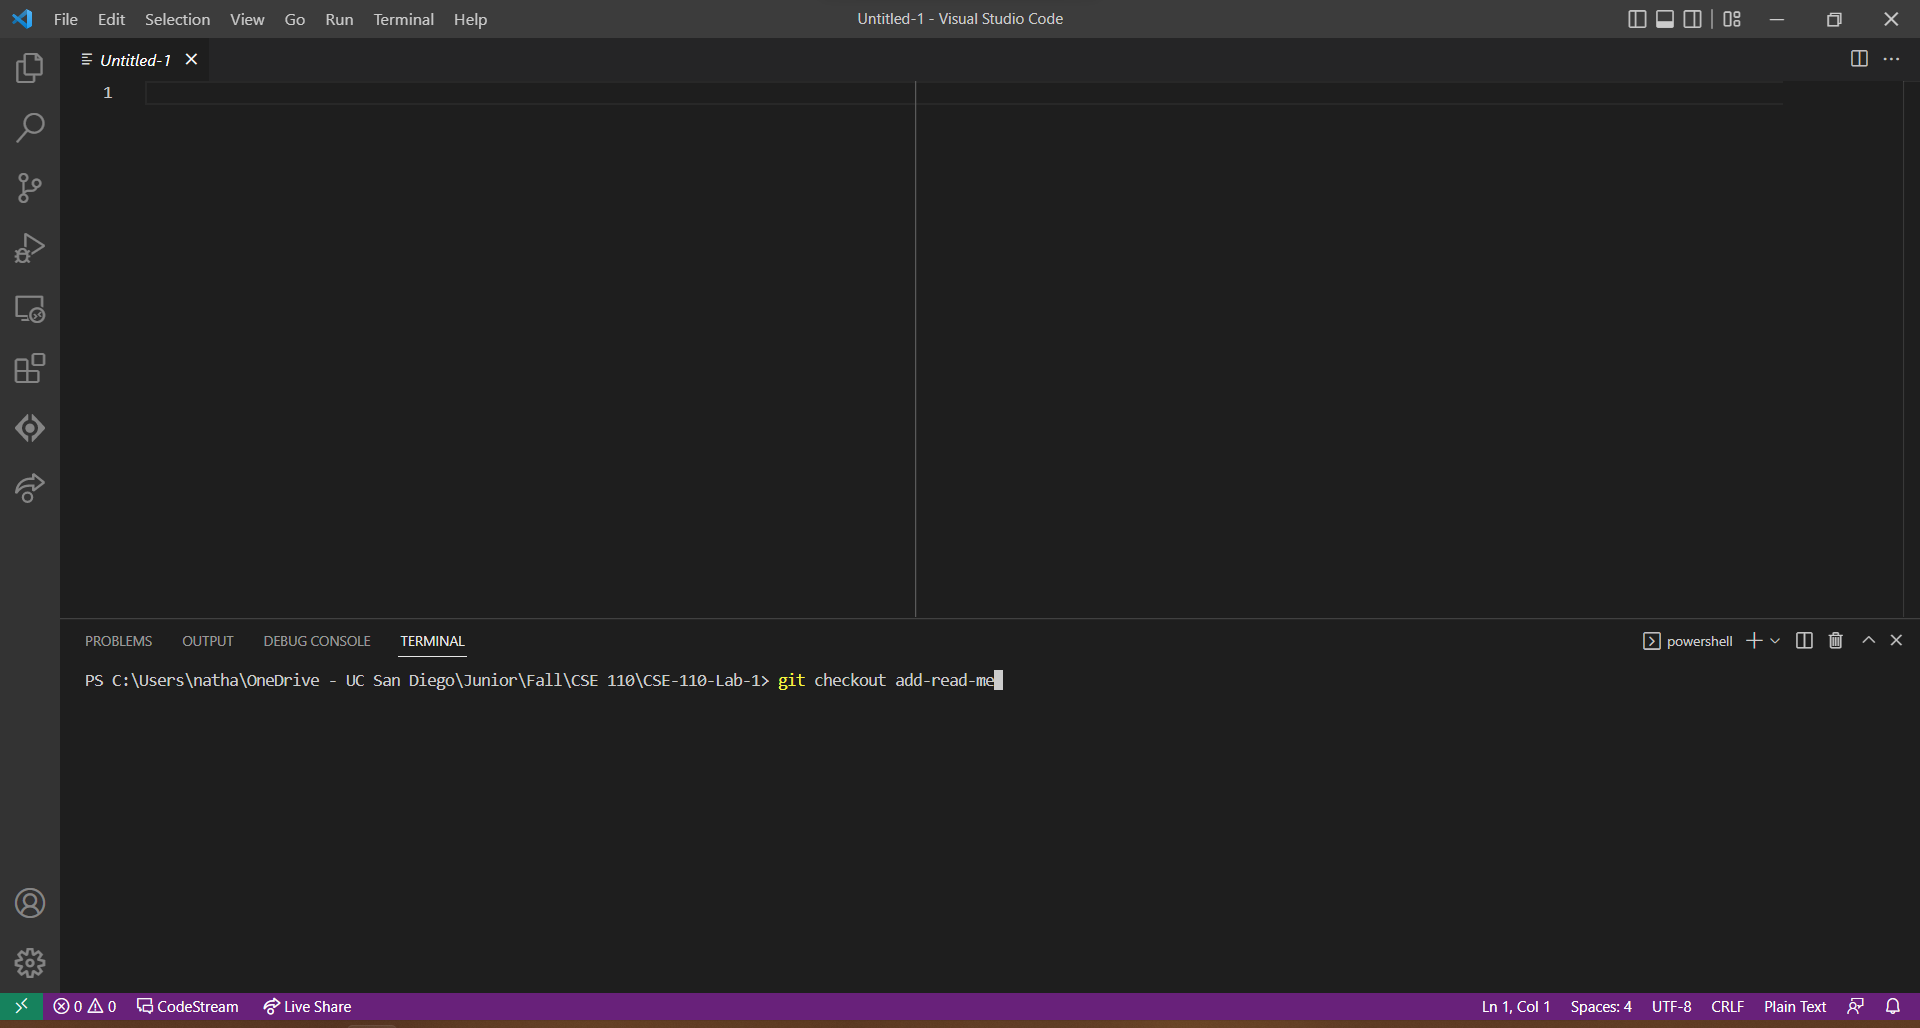 File Edit Selection View Go Run Terminal Help Untitled-1 - Visual Studio Code
Untitled-1
1
PROBLEMS OUTPUT DEBUG CONSOLE TERMINAL powershell
PS C:\Users\natha\OneDrive - UC San Diego\Junior\Fall\CSE 110\CSE-110-Lab-1> git checkout add-read-me
0 0 CodeStream Live Share Ln 1, Col 1 Spaces: 4 UTF-8 CRLF Plain Text